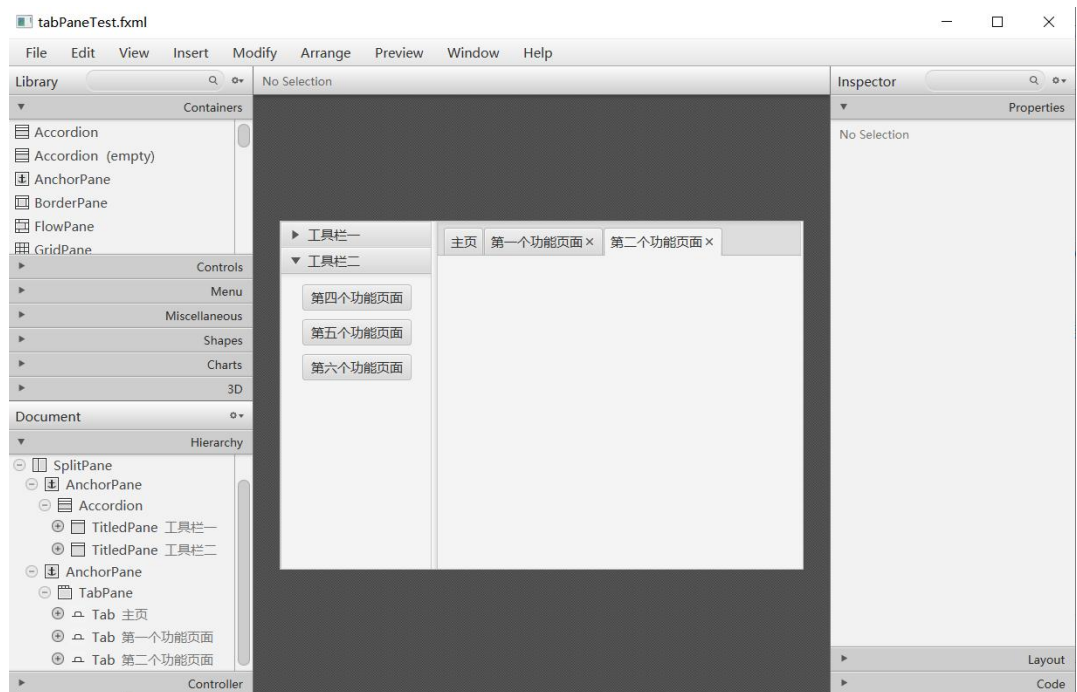 tabPaneTest.fxml
File Edit View Insert Modify Arrange Preview Window Help
Library
No Selection
Inspector
Containers
Properties
Accordion
Accordion (empty)
AnchorPane
BorderPane
FlowPane
GridPane
No Selection
Controls
Menu
Miscellaneous
Shapes
Charts
3D
工具栏一
工具栏二
第四个功能页面
第五个功能页面
第六个功能页面
主页 第一个功能页面 × 第二个功能页面 ×
Document
Hierarchy
SplitPane
AnchorPane
Accordion
TitledPane 工具栏一
TitledPane 工具栏二
AnchorPane
TabPane
Tab 主页
Tab 第一个功能页面
Tab 第二个功能页面
Controller
Layout
Code